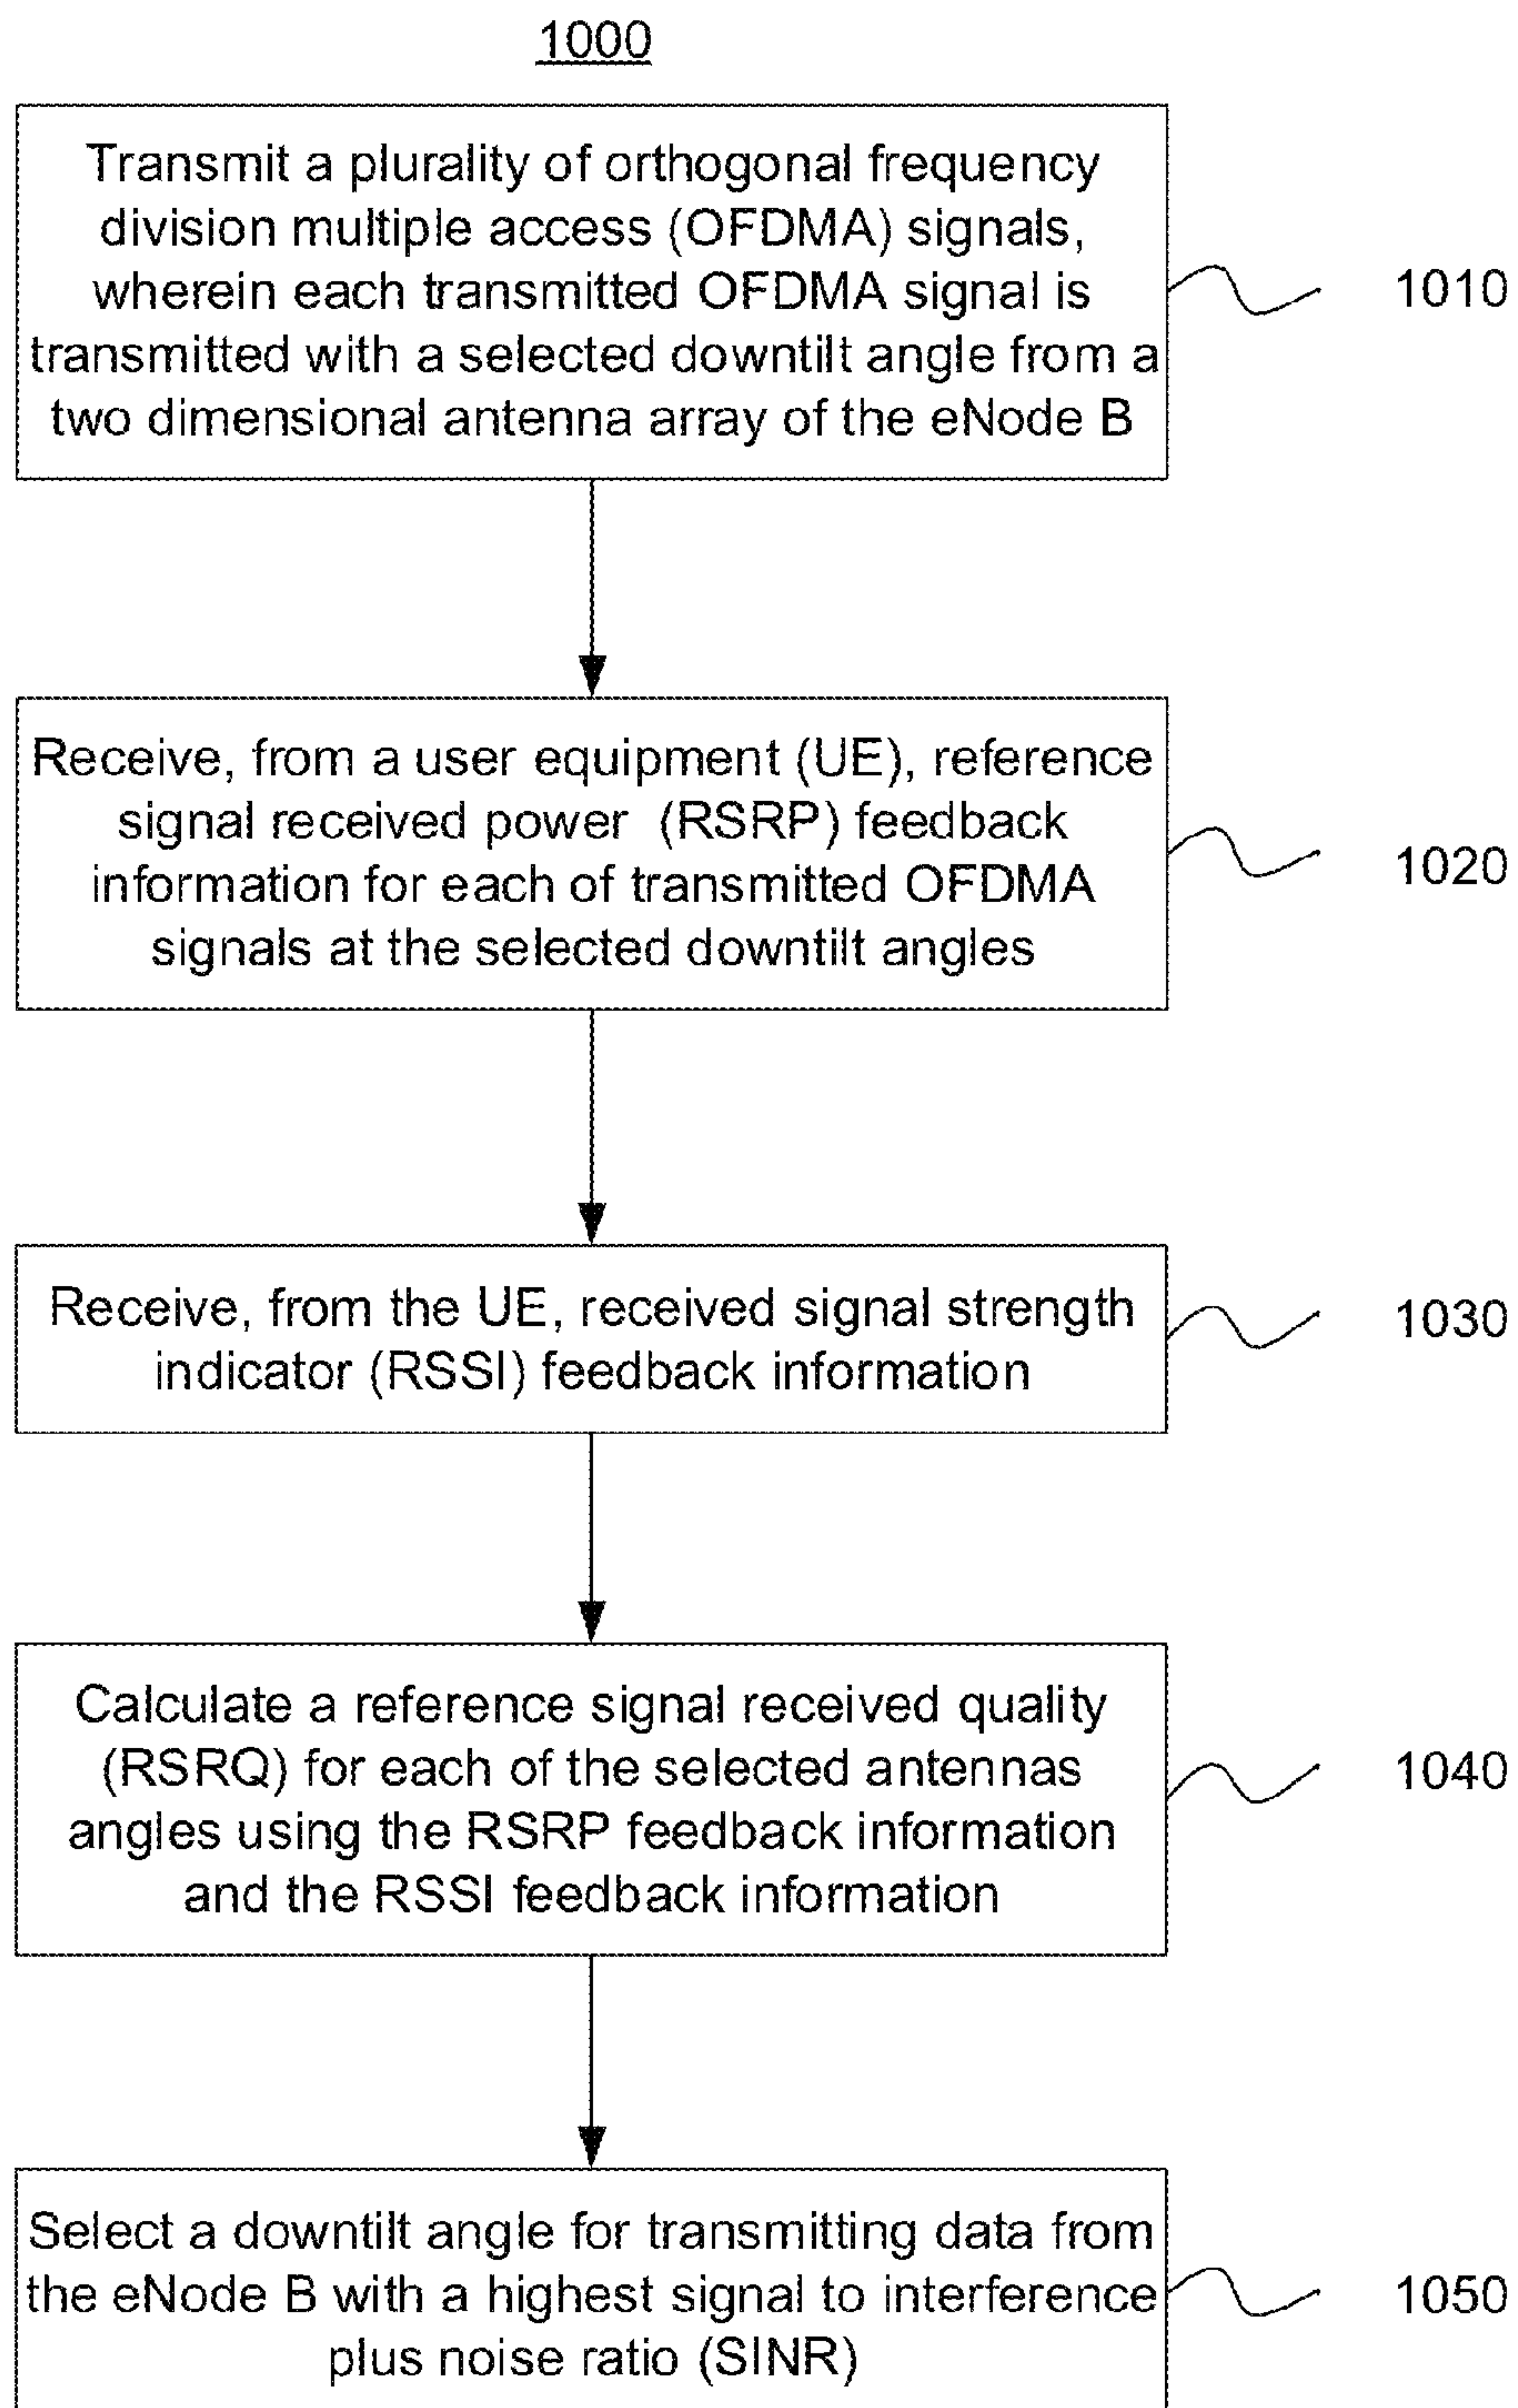 1000
Transmit a plurality of orthogonal frequency
division multiple access (OFDMA) signals,
wherein each transmitted OFDMA signal is
transmitted with a selected downtilt angle from a
two dimensional antenna array of the eNode B
1010
Receive, from a user equipment (UE), reference
signal received power (RSRP) feedback
information for each of transmitted OFDMA
signals at the selected downtilt angles
1020
Receive, from the UE, received signal strength
indicator (RSSI) feedback information
1030
Calculate a reference signal received quality
(RSRQ) for each of the selected antennas
angles using the RSRP feedback information
and the RSSI feedback information
1040
Select a downtilt angle for transmitting data from
the eNode B with a highest signal to interference
plus noise ratio (SINR)
1050